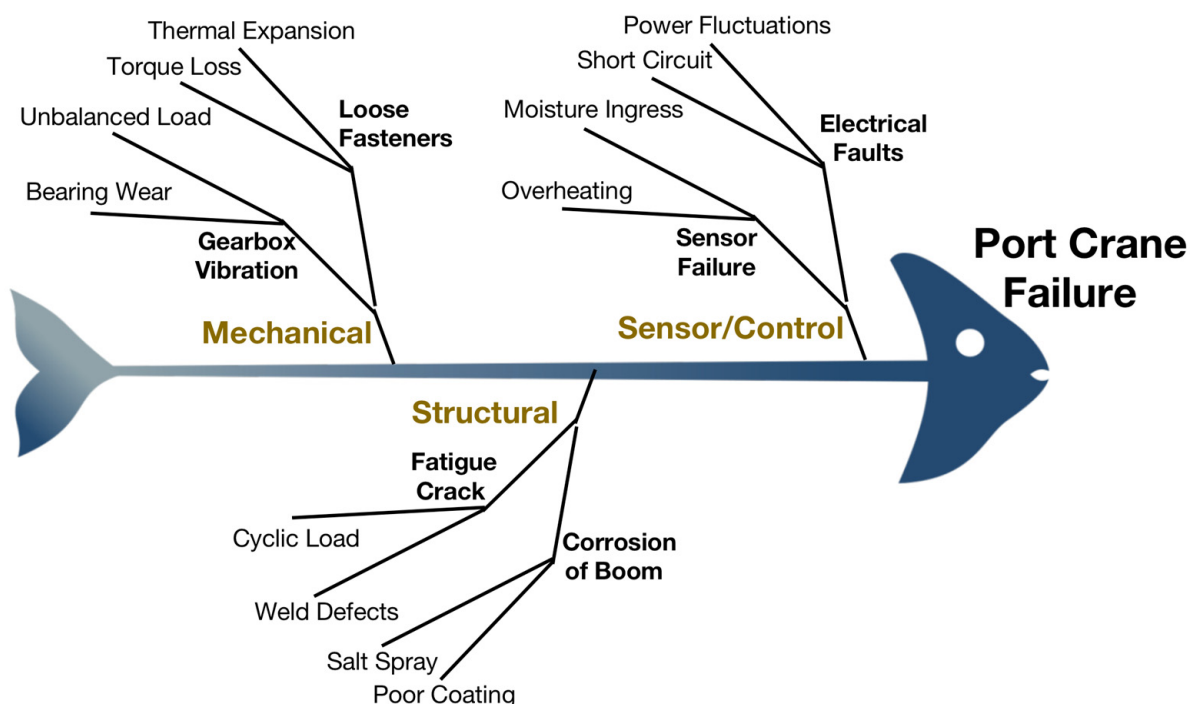 Thermal Expansion
Torque Loss
Unbalanced Load
Bearing Wear
Loose
Fasteners
Gearbox
Vibration
Mechanical
Power Fluctuations
Short Circuit
Moisture Ingress
Overheating
Electrical
Faults
Sensor
Failure
Sensor/Control
Port Crane
Failure
Structural
Fatigue
Crack
Cyclic Load
Weld Defects
Corrosion
of Boom
Salt Spray
Poor Coating